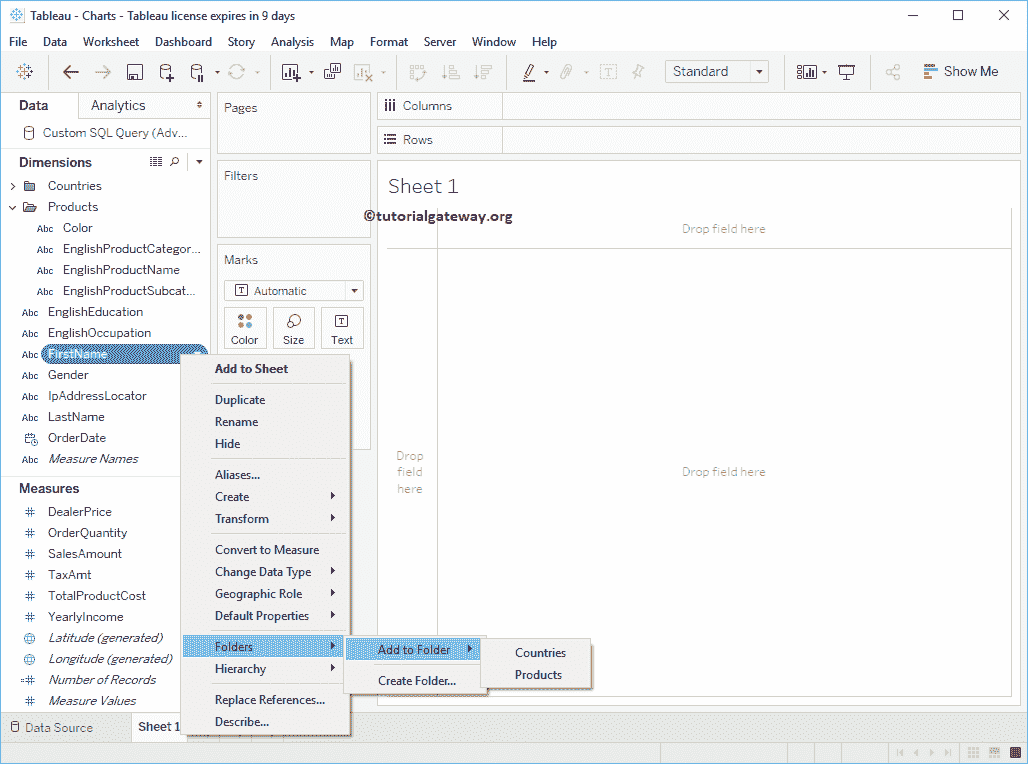 Tableau - Charts - Tableau license expires in 9 days
File Data Worksheet Dashboard Story Analysis Map Format Server Window Help
Standard
Show Me
Data Analytics
Custom SQL Query (Adv...
Dimensions
Countries
Products
Abc Color
Abc EnglishProductCategor...
Abc EnglishProductName
Abc EnglishProductSubcat...
Abc EnglishEducation
Abc EnglishOccupation
Abc FirstName
Abc Gender
Abc IpAddressLocator
Abc LastName
OrderDate
Abc Measure Names
Measures
# DealerPrice
# OrderQuantity
# SalesAmount
# TaxAmt
# TotalProductCost
# YearlyIncome
Latitude (generated)
Longitude (generated)
=# Number of Records
# Measure Values
Pages
Filters
Marks
T Automatic
Color Size Text
Add to Sheet
Duplicate
Rename
Hide
Aliases...
Create
Transform
Convert to Measure
Change Data Type
Geographic Role
Default Properties
Folders
Hierarchy
Replace References...
Describe...
Add to Folder
Create Folder...
Countries
Products
Columns
Rows
Sheet 1
©tutorialgateway.org
Drop field here
Drop
field
here
Drop field here
Data Source
Sheet 1